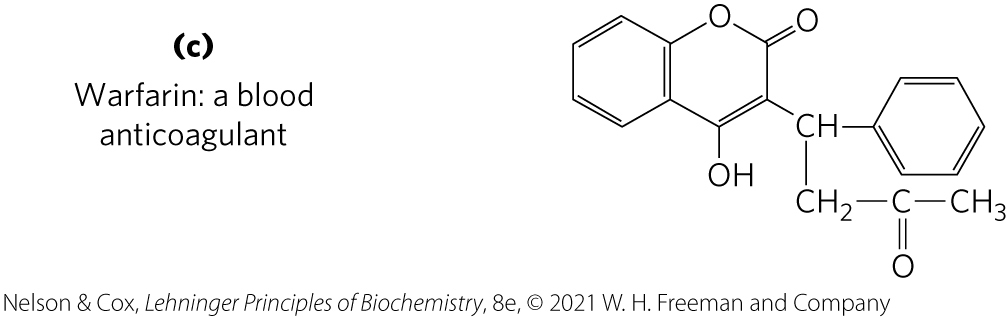 (c)
Warfarin: a blood
anticoagulant
O
O
CH
OH
CH₂—C—CH₃
O
Nelson & Cox, Lehninger Principles of Biochemistry, 8e, © 2021 W. H. Freeman and Company